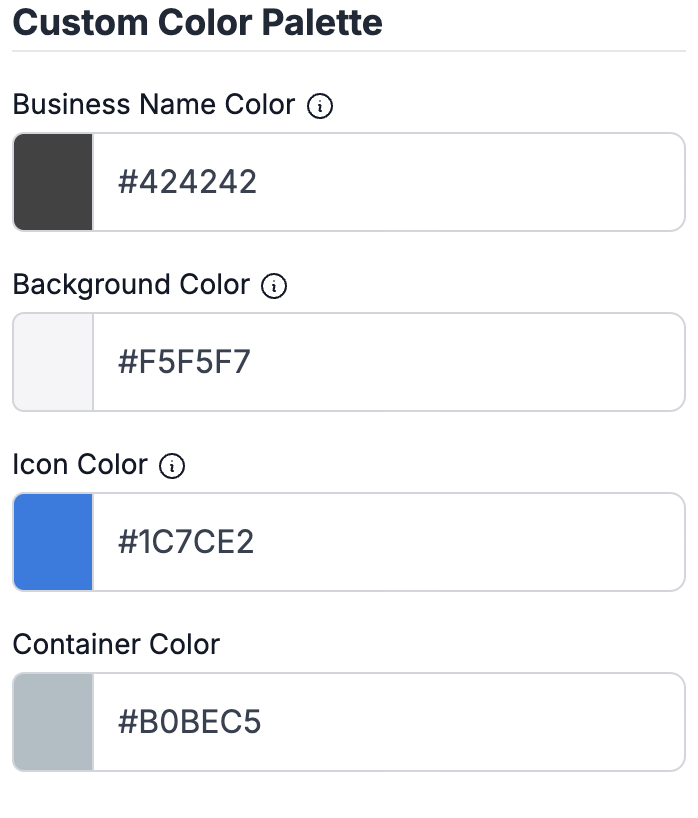 Custom Color Palette
Business Name Color
#424242
Background Color
#F5F5F7
Icon Color
#1C7CE2
Container Color
#B0BEC5